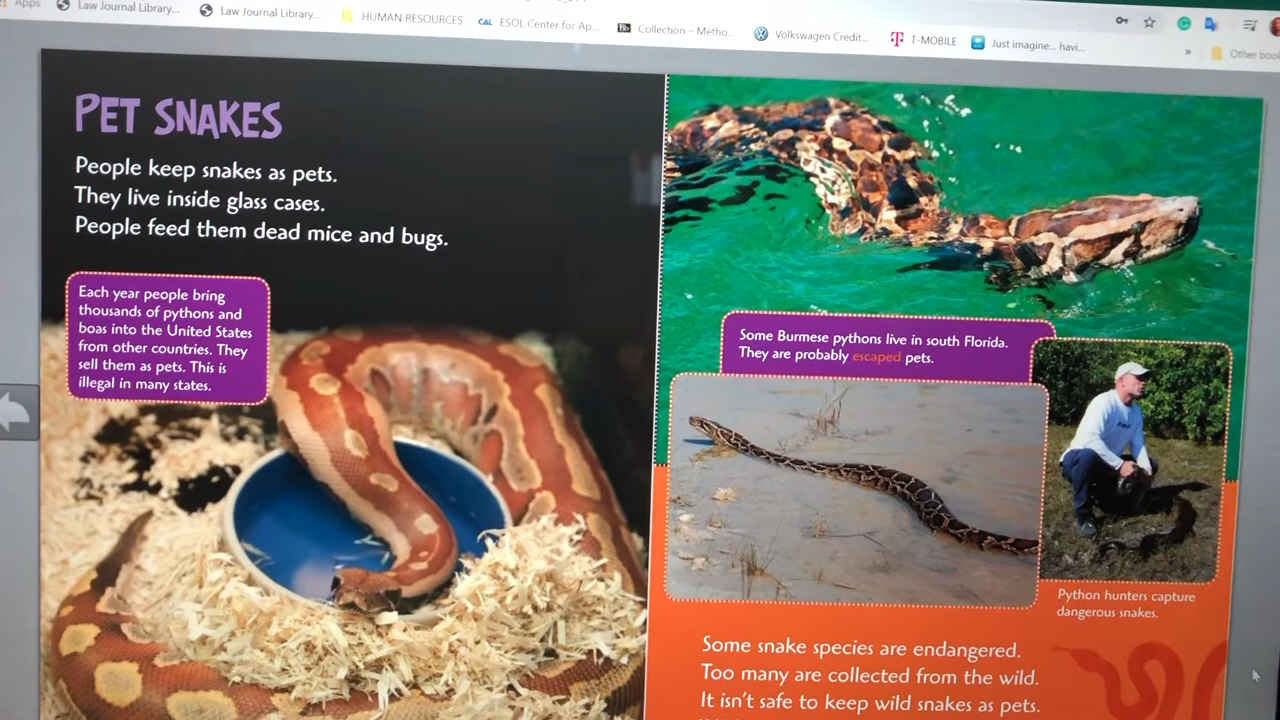 Apps
Law Journal Library...
Law Journal Library...
HUMAN RESOURCES
CAL ESOL Center for Ap...
Bb Collection – Metho...
Volkswagen Credit...
T T-MOBILE
Just imagine... havi...
»
Other book
PET SNAKES
People keep snakes as pets.
They live inside glass cases.
People feed them dead mice and bugs.
Each year people bring
thousands of pythons and
boas into the United States
from other countries. They
sell them as pets. This is
illegal in many states.
Some Burmese pythons live in south Florida.
They are probably escaped pets.
Python hunters capture
dangerous snakes.
Some snake species are endangered.
Too many are collected from the wild.
It isn't safe to keep wild snakes as pets.